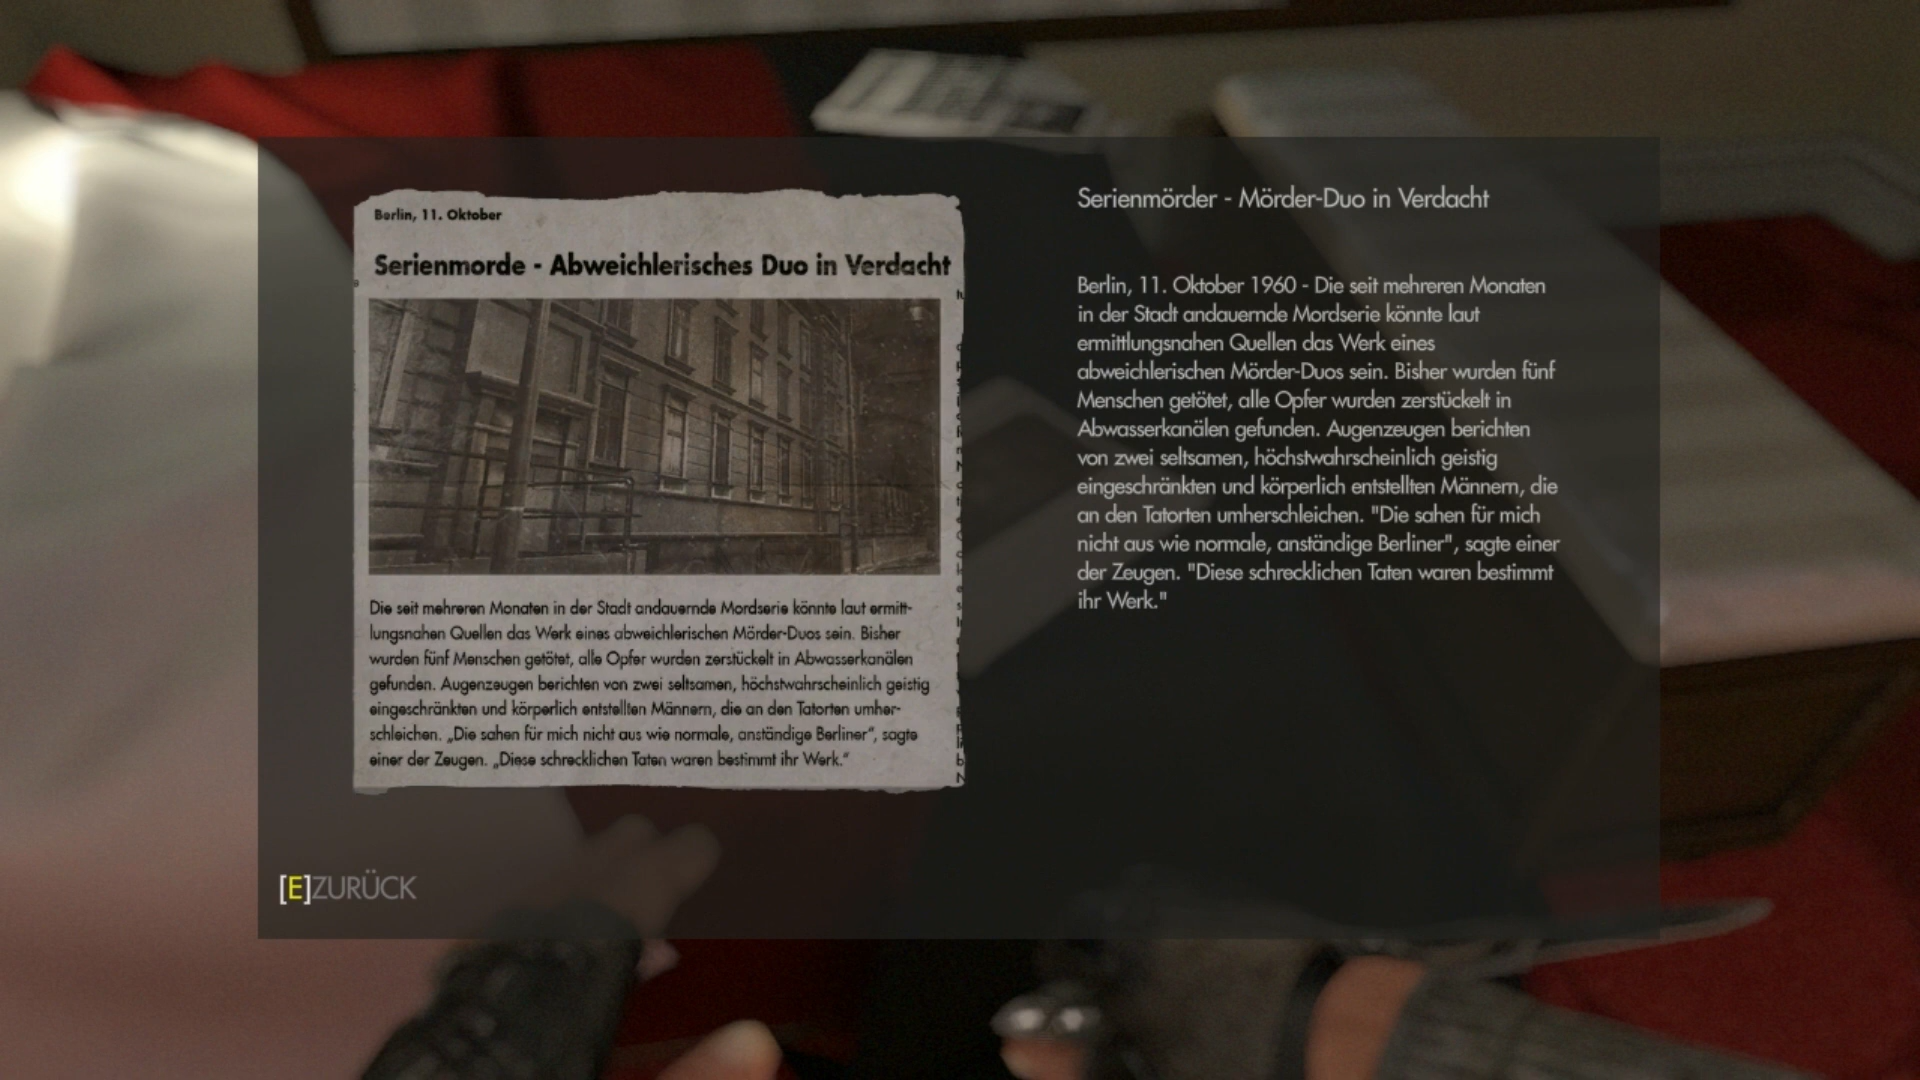 Berlin, 11. Oktober
Serienmorde - Abweichlerisches Duo in Verdacht
Die seit mehreren Monaten in der Stadt andauernde Mordserie könnte laut ermitt-
lungsnahen Quellen das Werk eines abweichlerischen Mörder-Duos sein. Bisher
wurden fünf Menschen getötet, alle Opfer wurden zerstückelt in Abwasserkanälen
gefunden. Augenzeugen berichten von zwei seltsamen, höchstwahrscheinlich geistig
eingeschränkten und körperlich entstellten Männern, die an den Tatorten umher-
schleichen. „Die sahen für mich nicht aus wie normale, anständige Berliner“, sagte
einer der Zeugen. „Diese schrecklichen Taten waren bestimmt ihr Werk.“
Serienmörder - Mörder-Duo in Verdacht
Berlin, 11. Oktober 1960 - Die seit mehreren Monaten
in der Stadt andauernde Mordserie könnte laut
ermittlungsnahen Quellen das Werk eines
abweichlerischen Mörder-Duos sein. Bisher wurden fünf
Menschen getötet, alle Opfer wurden zerstückelt in
Abwasserkanälen gefunden. Augenzeugen berichten
von zwei seltsamen, höchstwahrscheinlich geistig
eingeschränkten und körperlich entstellten Männern, die
an den Tatorten umherschleichen. "Die sahen für mich
nicht aus wie normale, anständige Berliner", sagte einer
der Zeugen. "Diese schrecklichen Taten waren bestimmt
ihr Werk."
[E]ZURÜCK